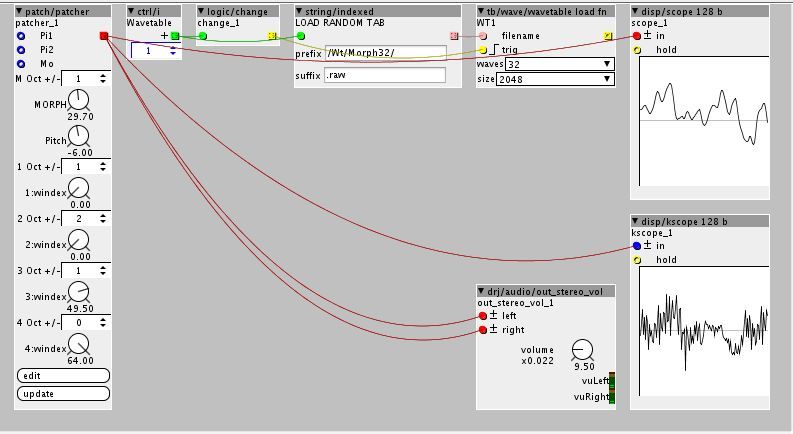 patch/patcher
patcher_1
Pi1
Pi2
Mo
M Oct +/- 1
MORPH
29.70
Pitch
-6.00
1 Oct +/- 1
1:windex
0.00
2 Oct +/- 2
2:windex
0.00
3 Oct +/- 1
3:windex
49.50
4 Oct +/- 0
4:windex
64.00
edit
update
ctrl/i
Wavetable
+
1
logic/change
change_1
string/indexed
LOAD RANDOM TAB
prefix /Wt/Morph32/
suffix .raw
tb/wave/wavetable load fn
WT1
filename
trig
waves 32
size 2048
disp/scope 128 b
scope_1
± in
hold
disp/kscope 128 b
kscope_1
± in
hold
drj/audio/out_stereo_vol
out_stereo_vol_1
± left
± right
volume
x0.022
9.50
vuLeft
vuRight